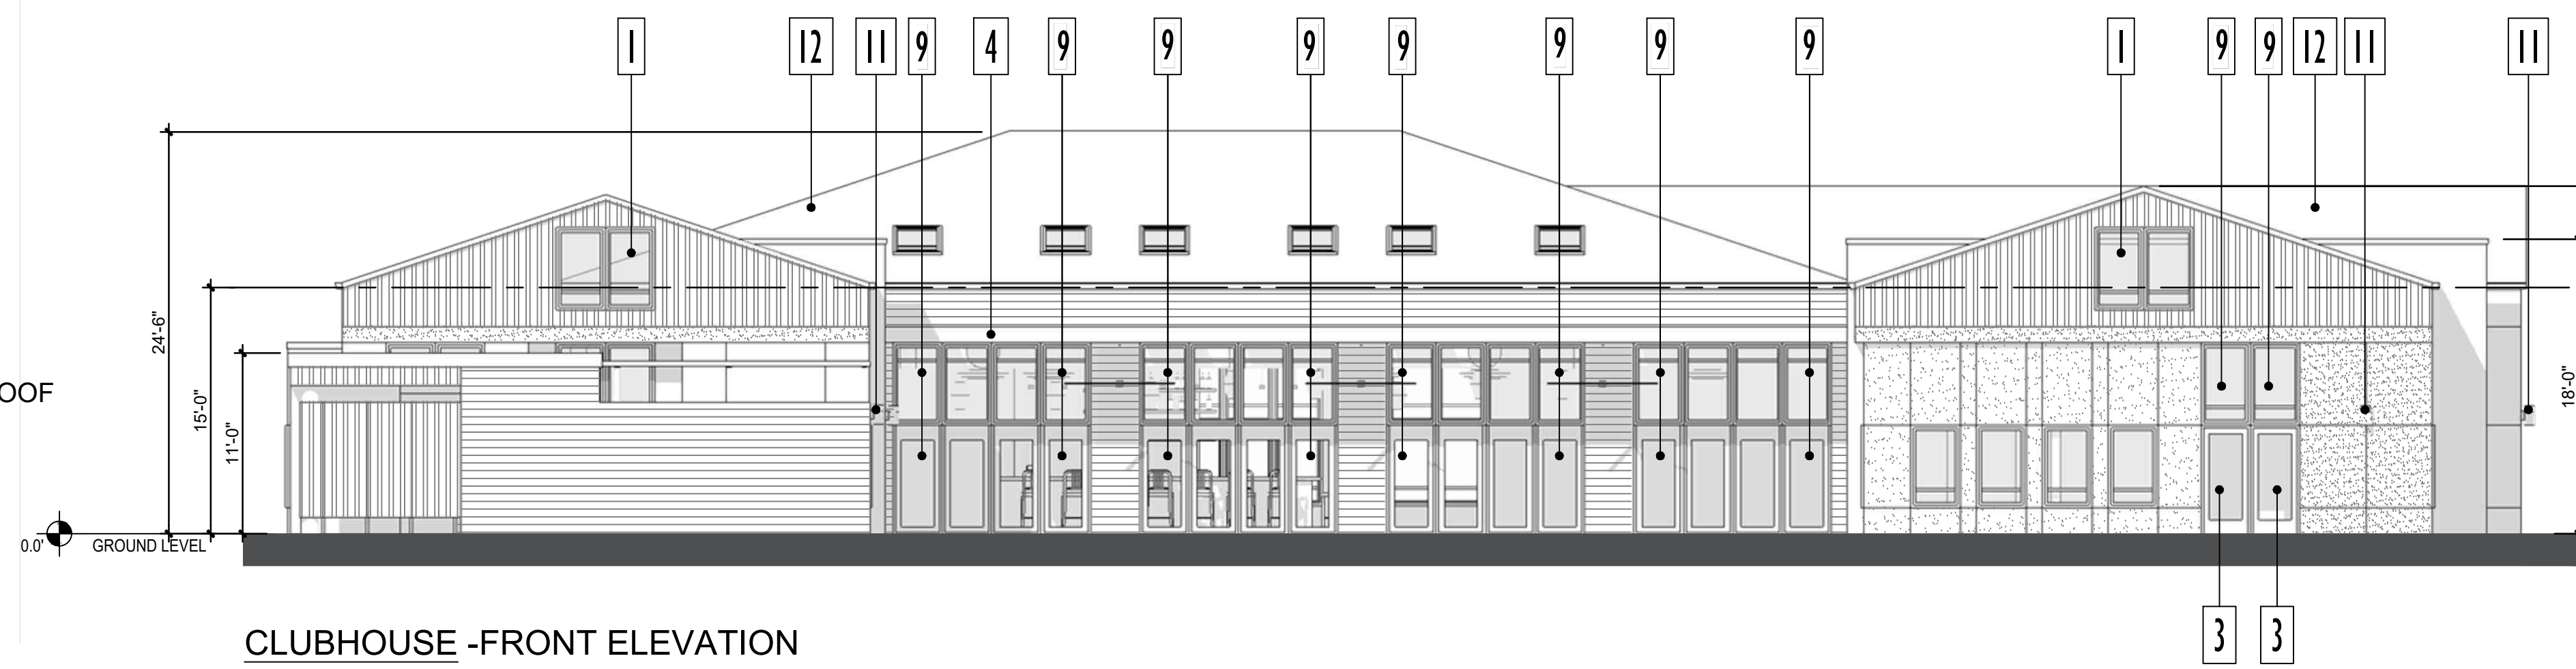 1 12 11 9 4 9 9 9 9 9 9 9 1 9 9 12 11 11
24'-6"
15'-0"
11'-0"
18'-0"
OOF
0.0'
GROUND LEVEL
3 3
CLUBHOUSE -FRONT ELEVATION